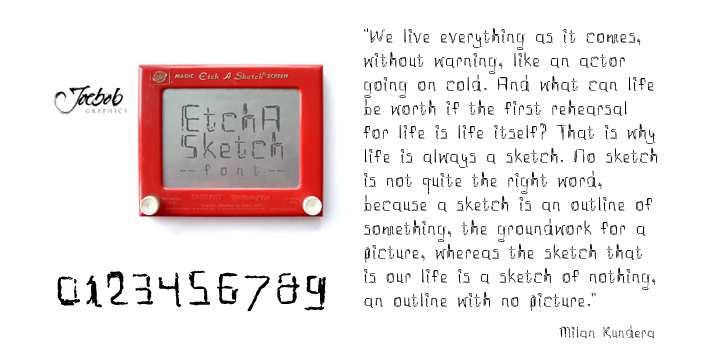 Joebob
GRAPHICS
MAGIC Etch A Sketch® SCREEN
EtchA
Sketch
--font--
0123456789
"We live everything as it comes,
without warning, like an actor
going on cold. And what can life
be worth if the first rehearsal
for life is life itself? That is why
life is always a sketch. No sketch
is not quite the right word,
because a sketch is an outline of
something, the groundwork for a
picture, whereas the sketch that
is our life is a sketch of nothing,
an outline with no picture."
Milan Kundera